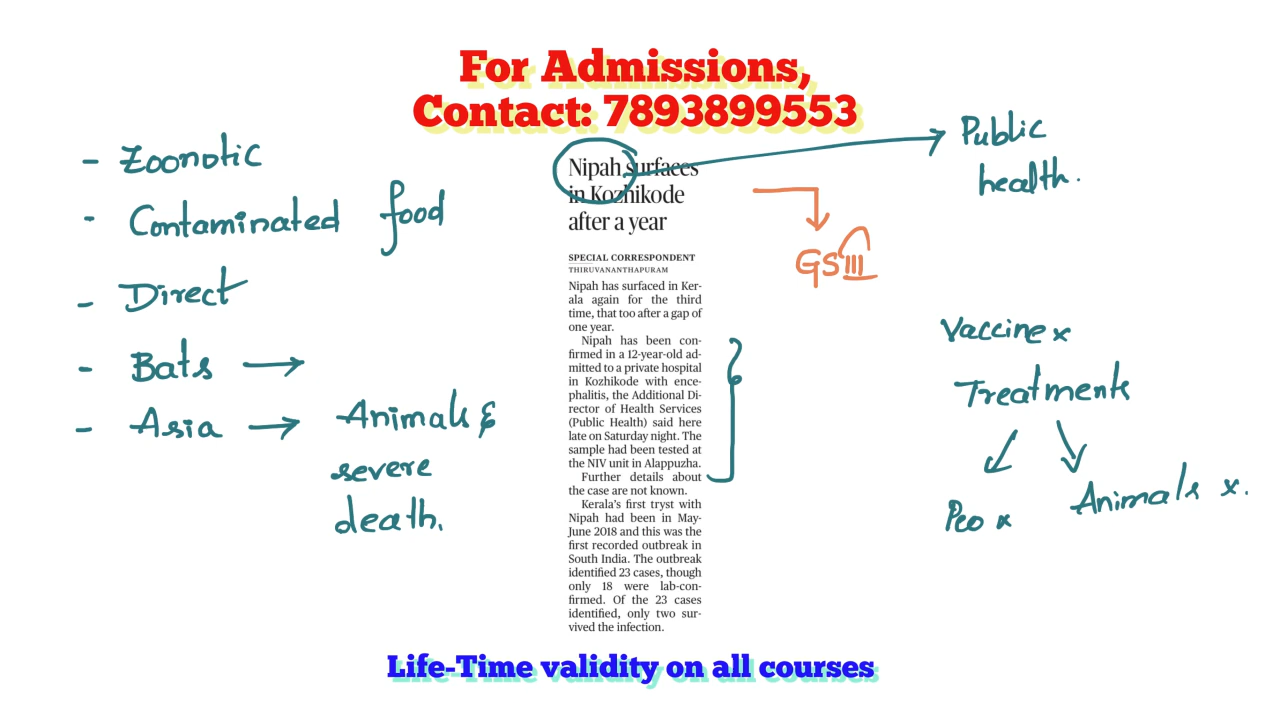 For Admissions,
Contact: 7893899553
- Zoonotic
- Contaminated food
- Direct
- Bats →
- Asia → Animals &
severe
death.
Nipah surfaces
in Kozhikode
after a year
SPECIAL CORRESPONDENT
THIRUVANANTHAPURAM
Nipah has surfaced in Ker-
ala again for the third
time, that too after a gap of
one year.
Nipah has been con-
firmed in a 12-year-old ad-
mitted to a private hospital
in Kozhikode with ence-
phalitis, the Additional Di-
rector of Health Services
(Public Health) said here
late on Saturday night. The
sample had been tested at
the NIV unit in Alappuzha.
Further details about
the case are not known.
Kerala's first tryst with
Nipah had been in May-
June 2018 and this was the
first recorded outbreak in
South India. The outbreak
identified 23 cases, though
only 18 were lab-con-
firmed. Of the 23 cases
identified, only two sur-
vived the infection.
Public
health.
GS III
Vaccine x
Treatments
Peo x
Animals x.
Life-Time validity on all courses